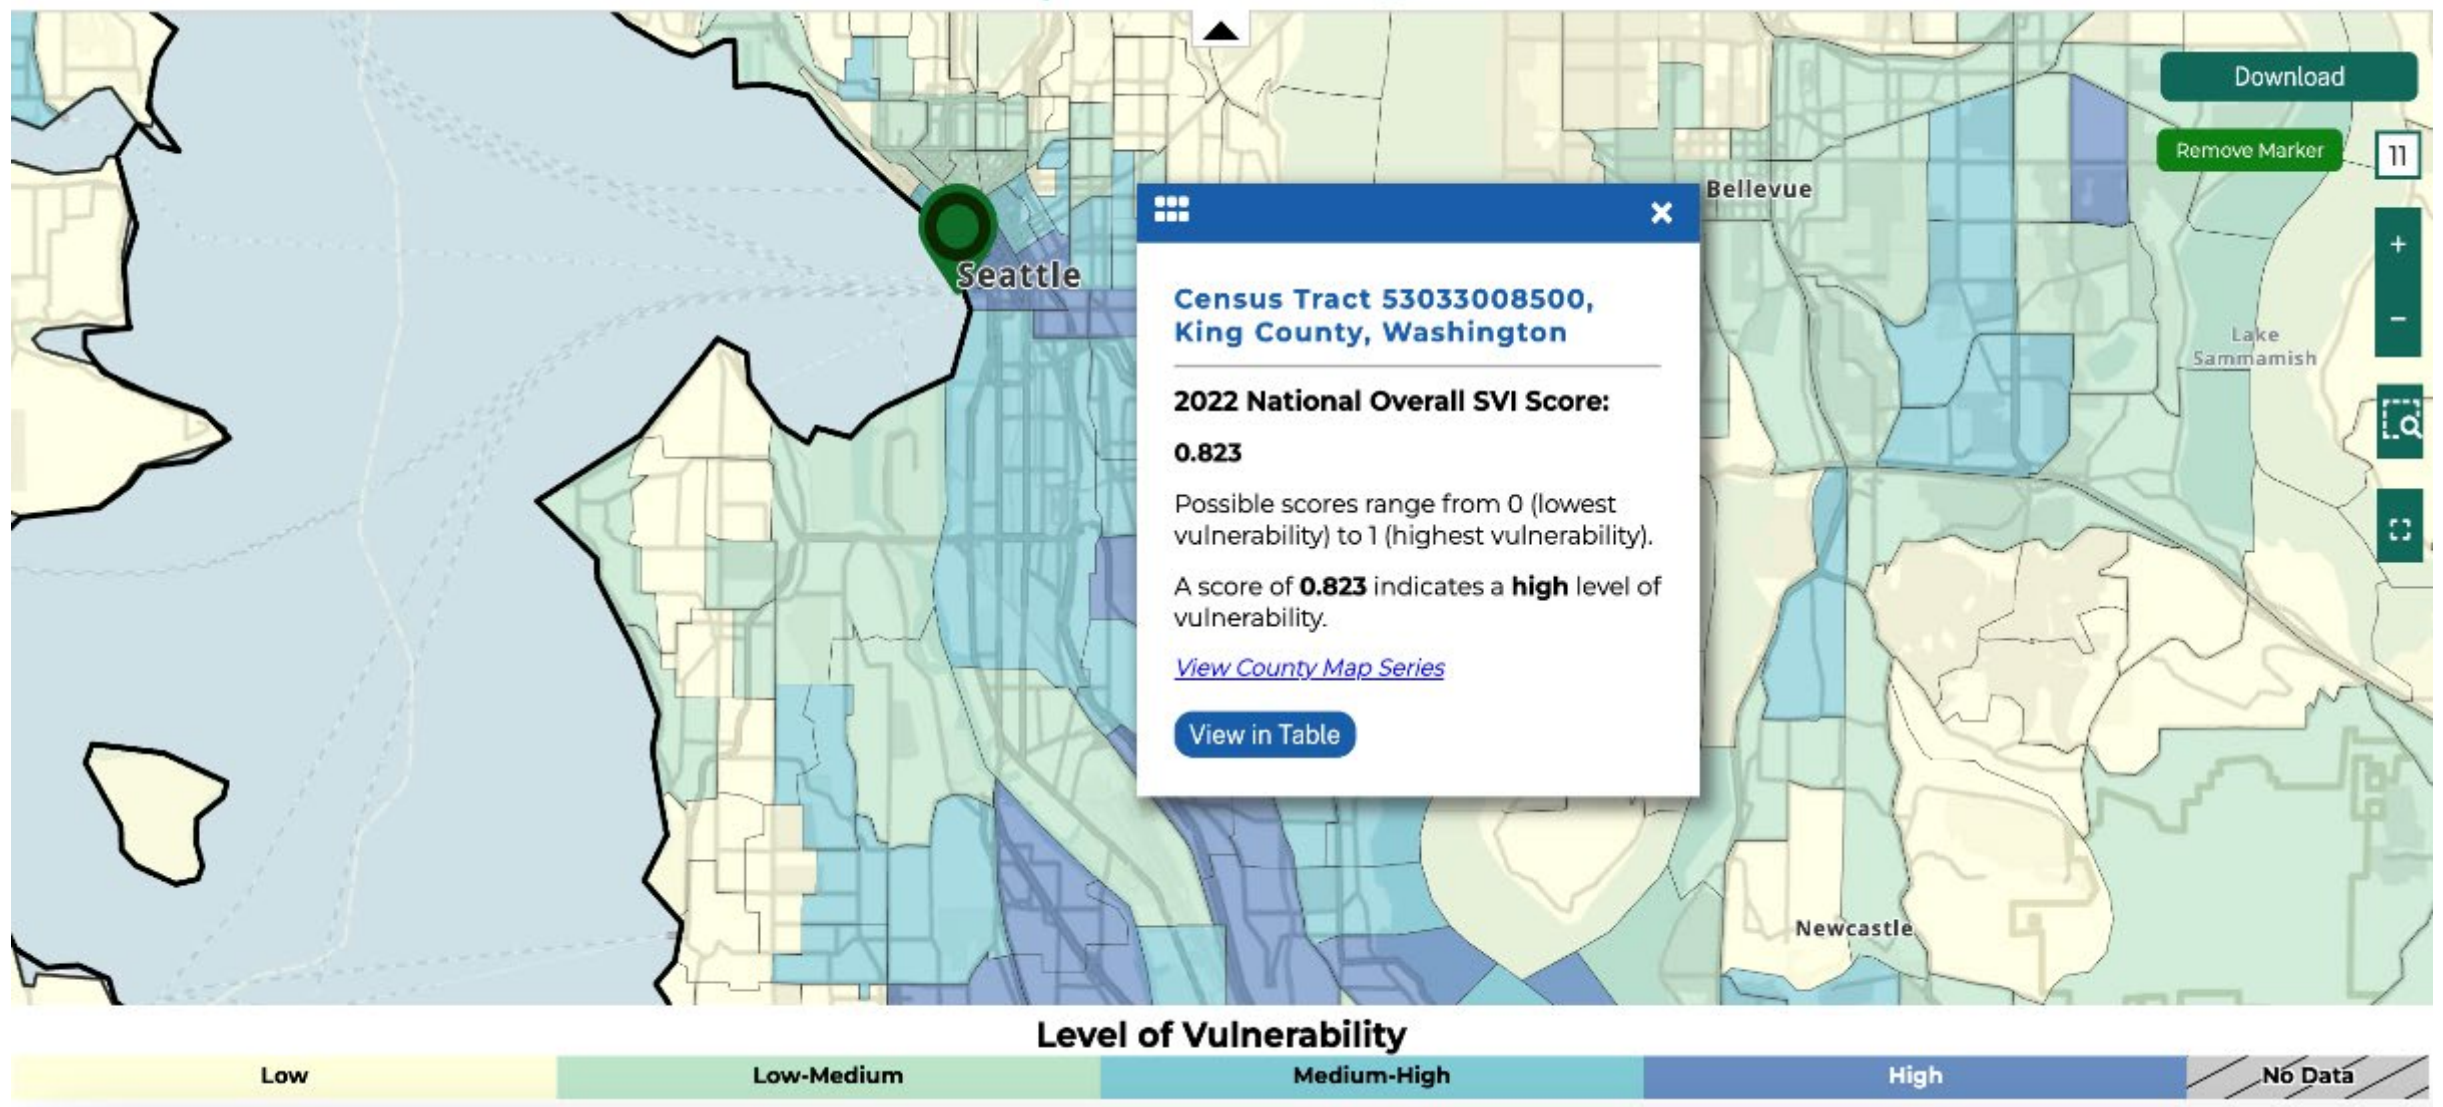 Download
Remove Marker
11
Bellevue
Seattle
+
Census Tract 53033008500,
King County, Washington
−
Lake
Sammamish
2022 National Overall SVI Score:
0.823
Possible scores range from 0 (lowest
vulnerability) to 1 (highest vulnerability).
A score of 0.823 indicates a high level of
vulnerability.
View County Map Series
View in Table
Newcastle
Level of Vulnerability
Low
Low-Medium
Medium-High
High
No Data